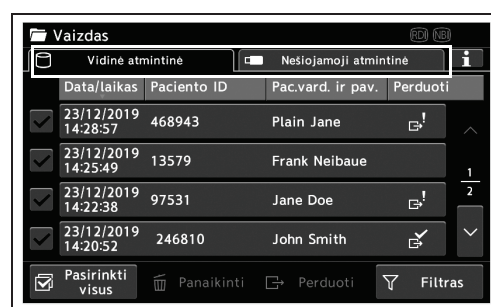 Vaizdas RDI NBI
Vidinė atmintinė Nešiojamoji atmintinė i
Data/laikas Paciento ID Pac.vard. ir pav. Perduoti
23/12/2019
14:28:57 468943 Plain Jane !
23/12/2019
14:25:49 13579 Frank Neibaue
23/12/2019
14:22:38 97531 Jane Doe !
23/12/2019
14:20:52 246810 John Smith
1
2
Pasirinkti
visus Panaikinti Perduoti Filtras